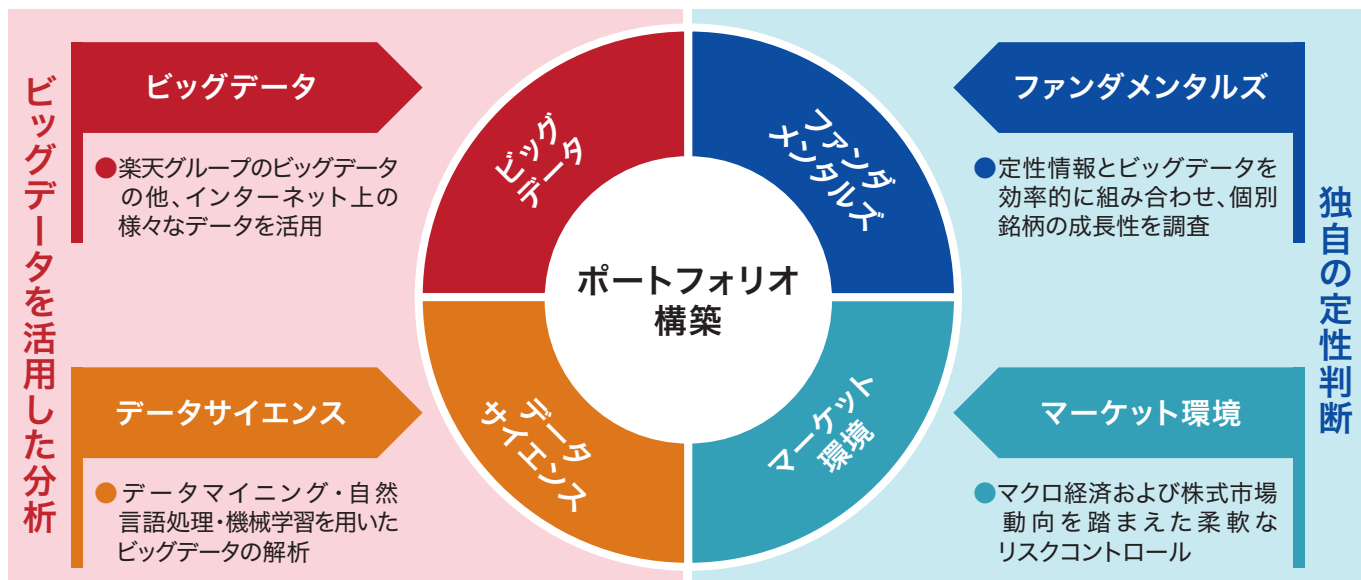 ビッグデータを活用した分析
ビッグデータ
●楽天グループのビッグデータ
の他、インターネット上の
様々なデータを活用
データサイエンス
●データマイニング・自然
言語処理・機械学習を用いた
ビッグデータの解析
ビッグ
データ
ファンダ
メンタルズ
ポートフォリオ
構築
データ
サイエンス
マーケット
環境
ファンダメンタルズ
●定性情報とビッグデータを
効率的に組み合わせ、個別
銘柄の成長性を調査
マーケット環境
●マクロ経済および株式市場
動向を踏まえた柔軟な
リスクコントロール
独自の定性判断